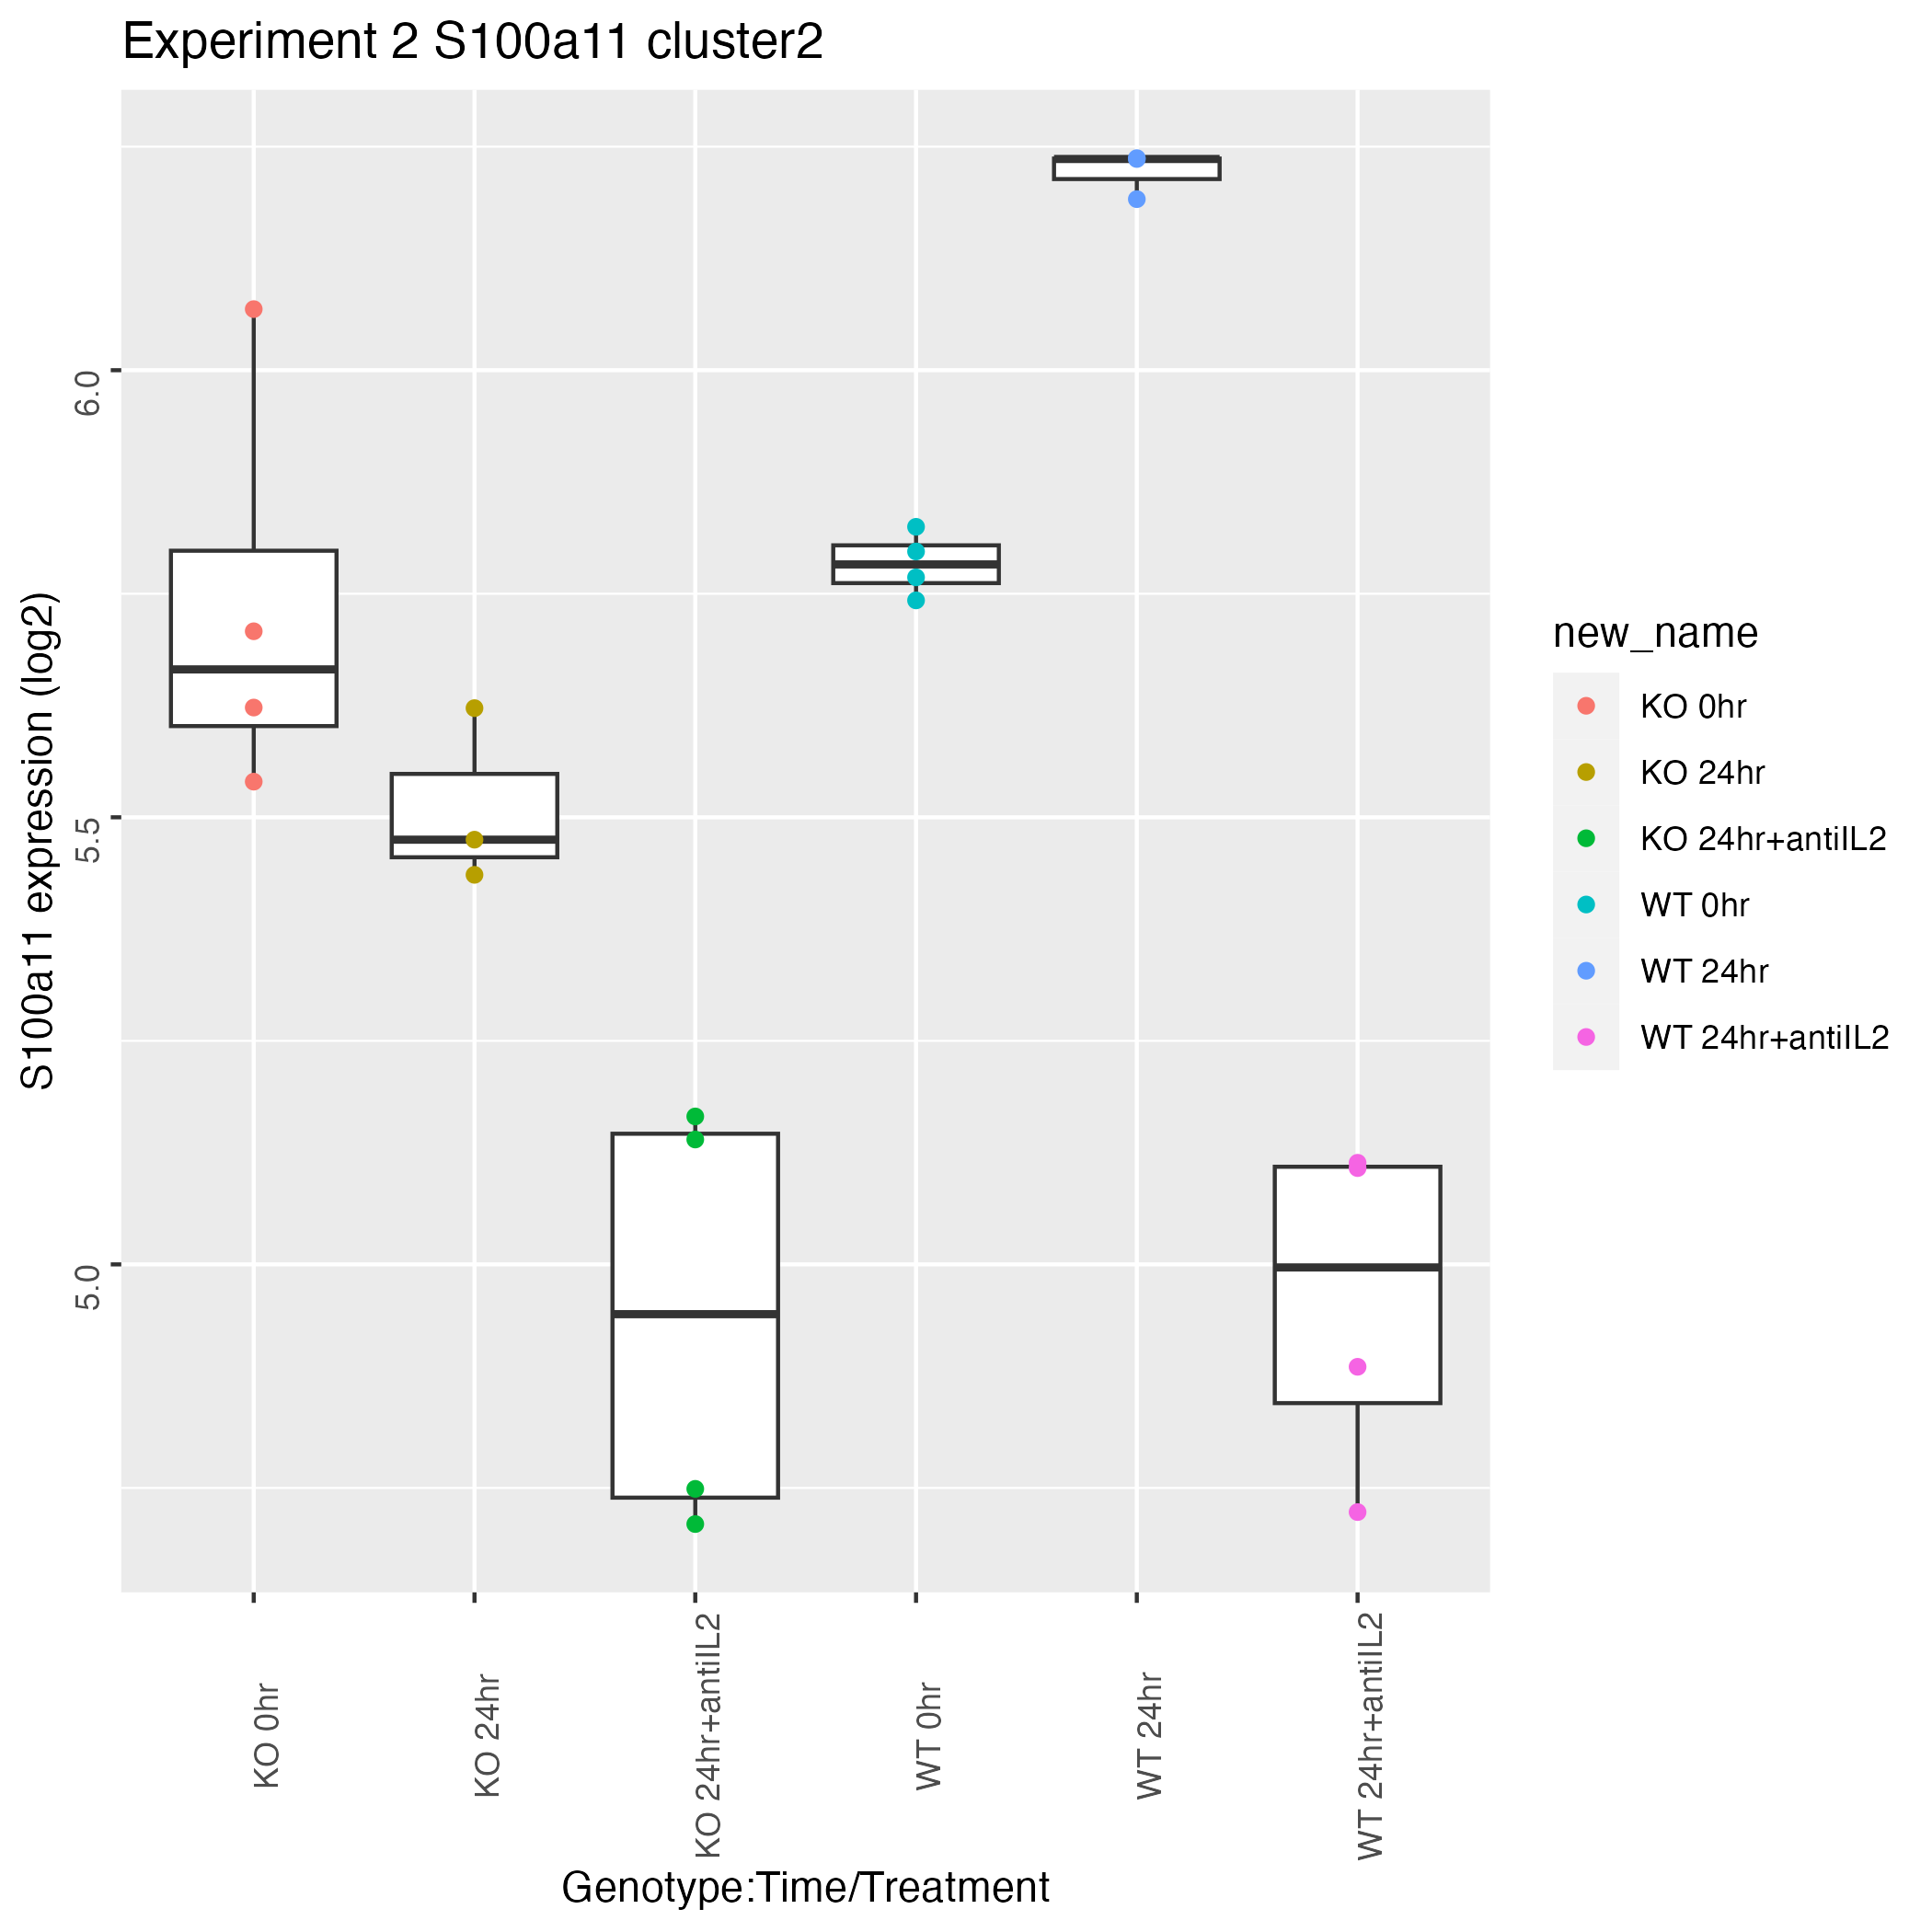 Experiment 2 S100a11 cluster2
S100a11 expression (log2)
6.0
5.5
5.0
KO 0hr
KO 24hr
KO 24hr+antiIL2
WT 0hr
WT 24hr
WT 24hr+antiIL2
Genotype:Time/Treatment
new_name
KO 0hr
KO 24hr
KO 24hr+antiIL2
WT 0hr
WT 24hr
WT 24hr+antiIL2